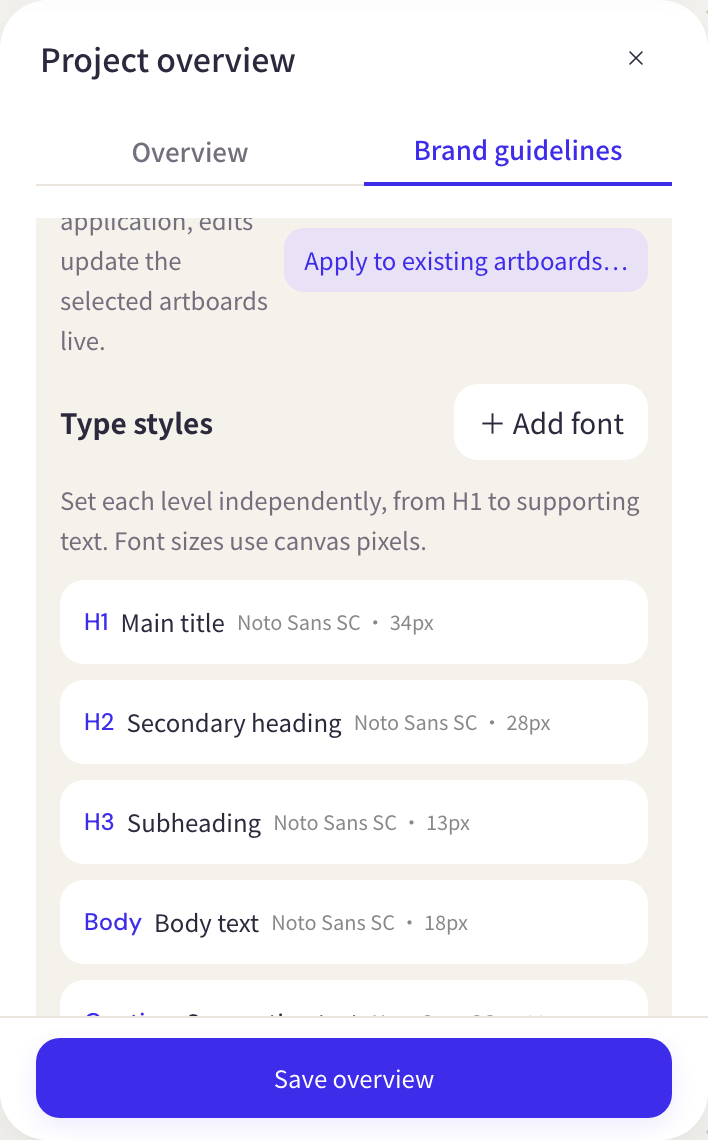 Project overview
Overview
Brand guidelines
application, edits
update the
selected artboards
live.
Apply to existing artboards…
Type styles
+ Add font
Set each level independently, from H1 to supporting
text. Font sizes use canvas pixels.
H1 Main title Noto Sans SC • 34px
H2 Secondary heading Noto Sans SC • 28px
H3 Subheading Noto Sans SC • 13px
Body Body text Noto Sans SC • 18px
Save overview